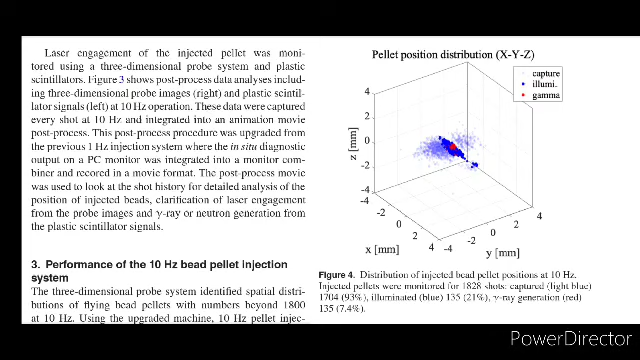 Laser engagement of the injected pellet was moni-
tored using a three-dimensional probe system and plastic
scintillators. Figure 3 shows post-process data analyses includ-
ing three-dimensional probe images (right) and plastic scintil-
lator signals (left) at 10 Hz operation. These data were captured
every shot at 10 Hz and integrated into an animation movie
post-process. This post-process procedure was upgraded from
the previous 1 Hz injection system where the in situ diagnostic
output on a PC monitor was integrated into a monitor com-
biner and recored in a movie format. The post-process movie
was used to look at the shot history for detailed analysis of the
position of injected beads, clarification of laser engagement
from the probe images and γ-ray or neutron generation from
the plastic scintillator signals.
3. Performance of the 10 Hz bead pellet injection
system
The three-dimensional probe system identified spatial distri-
butions of flying bead pellets with numbers beyond 1800
at 10 Hz. Using the upgraded machine, 10 Hz pellet injec-
Pellet position distribution (X-Y-Z)
capture
illumi.
gamma
4
2
0
-2
-4
z [mm]
-4
-2
0
2
4
x [mm]
-4
-2
0
2
4
y [mm]
Figure 4. Distribution of injected bead pellet positions at 10 Hz.
Injected pellets were monitored for 1828 shots: captured (light blue)
1704 (93%), illuminated (blue) 135 (21%), γ-ray generation (red)
135 (7.4%).
PowerDirector